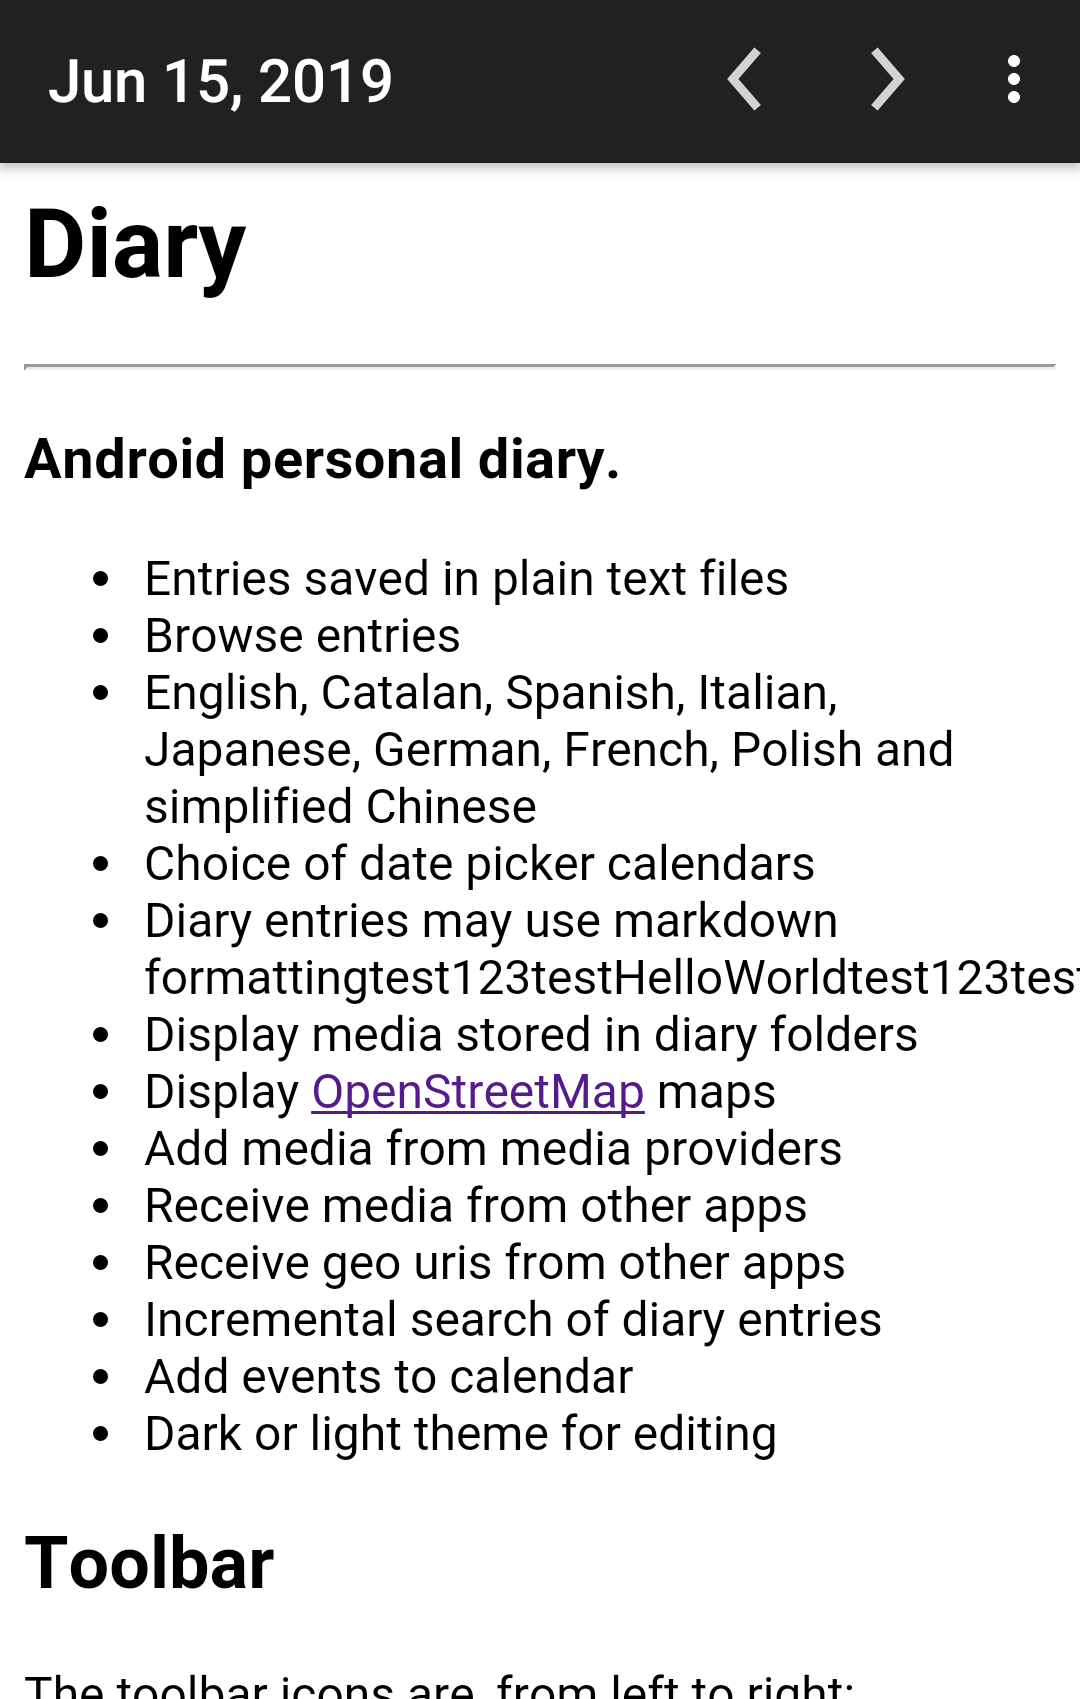 Jun 15, 2019
Diary
Android personal diary.
Entries saved in plain text files
Browse entries
English, Catalan, Spanish, Italian,
Japanese, German, French, Polish and
simplified Chinese
Choice of date picker calendars
Diary entries may use markdown
formattingtest123testHelloWorldtest123test
Display media stored in diary folders
Display OpenStreetMap maps
Add media from media providers
Receive media from other apps
Receive geo uris from other apps
Incremental search of diary entries
Add events to calendar
Dark or light theme for editing
Toolbar
The toolbar icons are, from left to right: